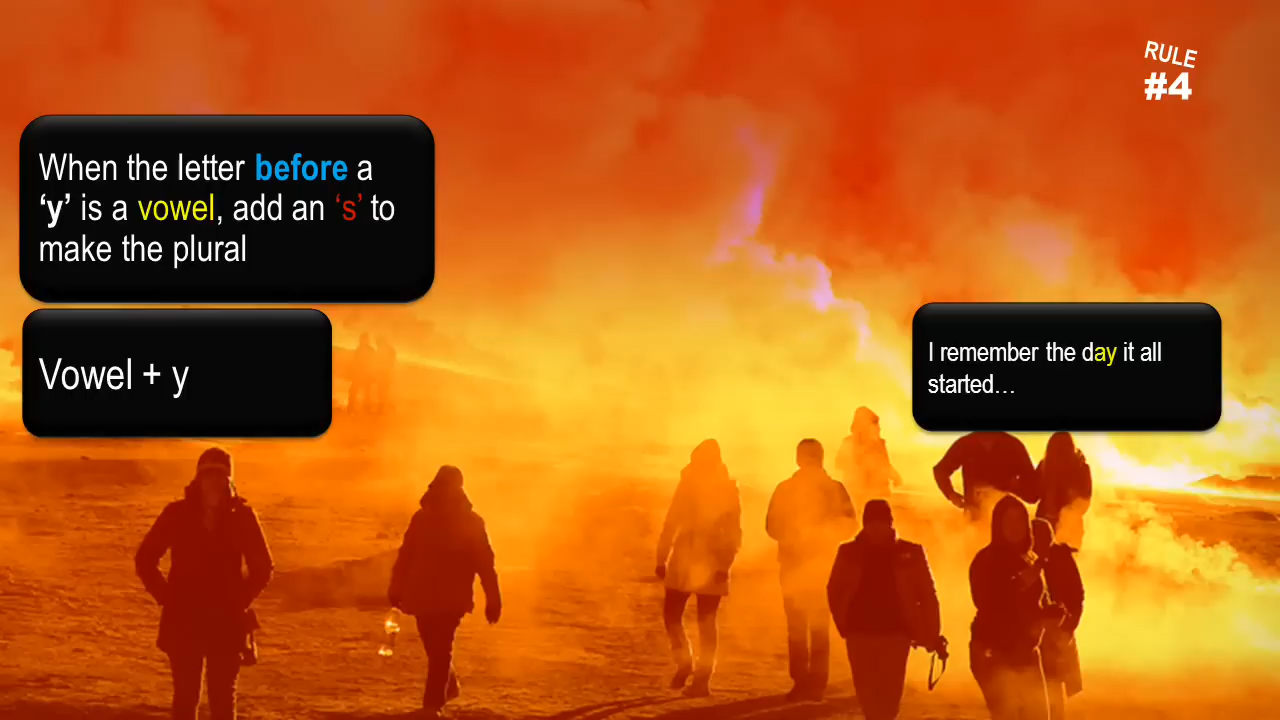 RULE
#4
When the letter before a
‘y’ is a vowel, add an ‘s’ to
make the plural
Vowel + y
I remember the day it all
started…